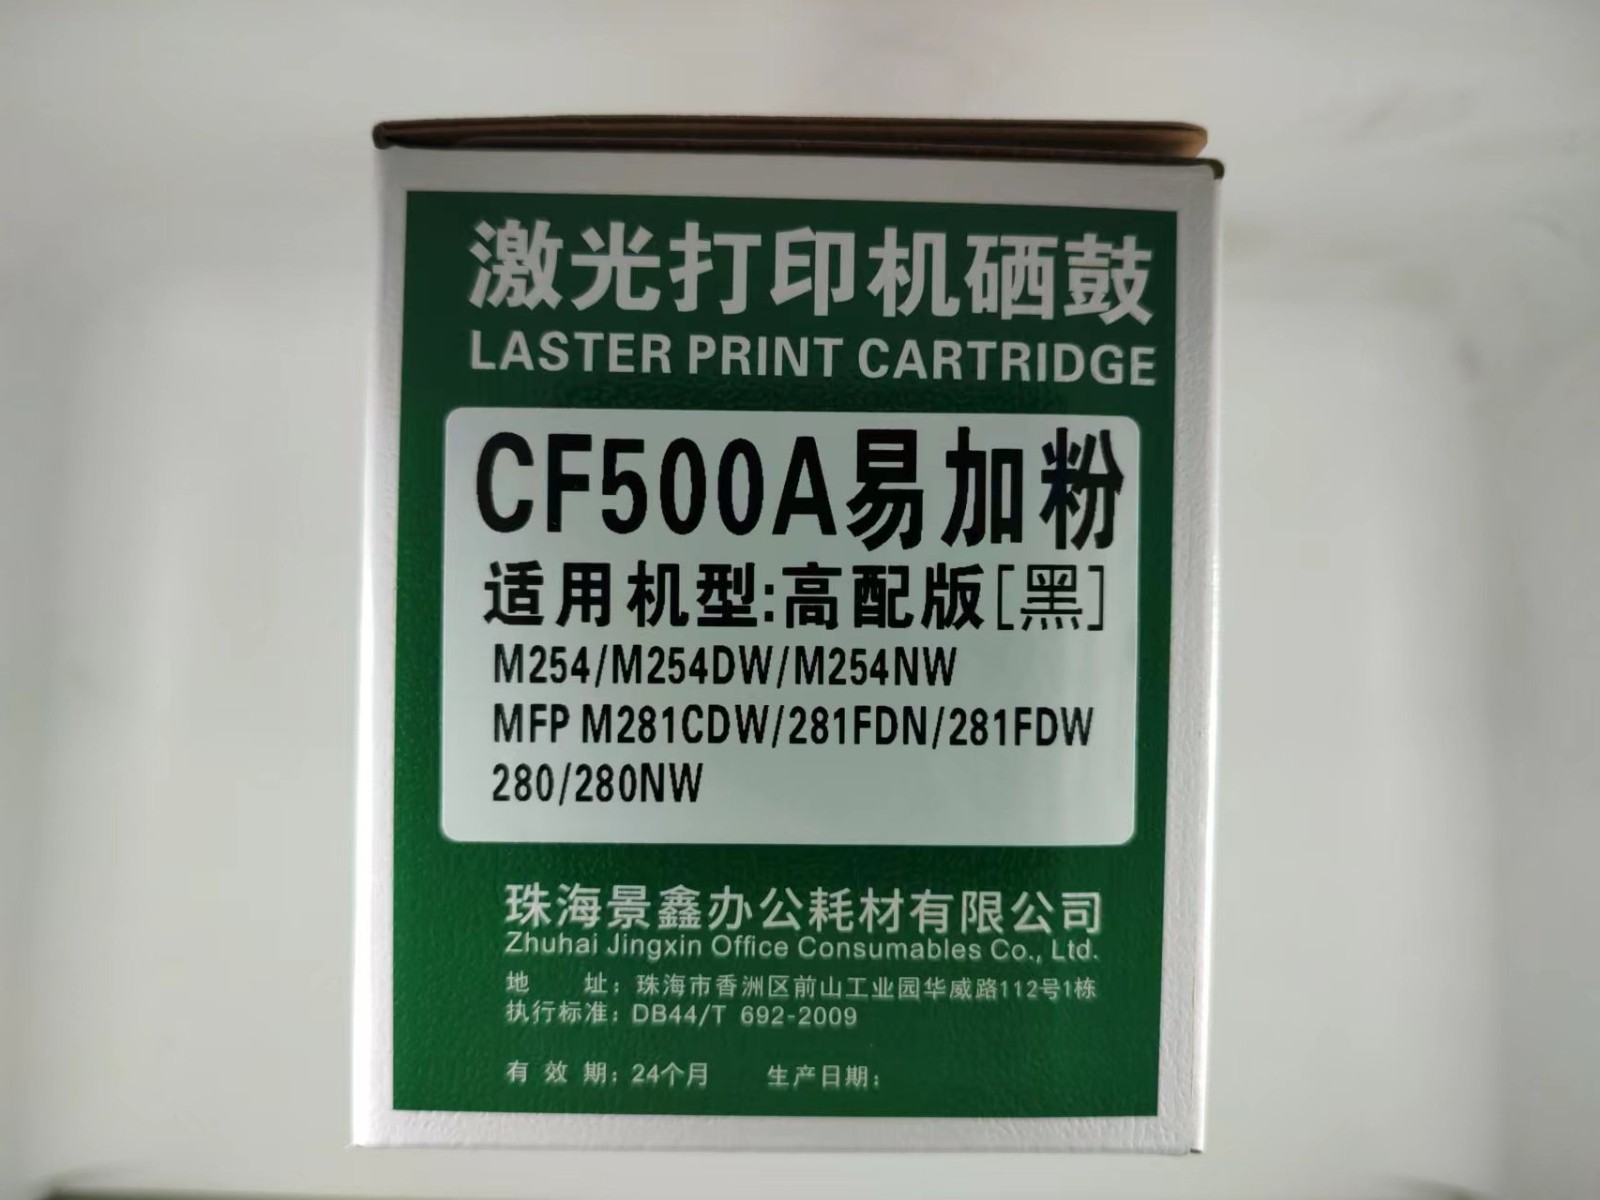 激光打印机硒鼓
LASTER PRINT CARTRIDGE
CF500A易加粉
适用机型:高配版[黑]
M254/M254DW/M254NW
MFP M281CDW/281FDN/281FDW
280/280NW
珠海景鑫办公耗材有限公司
Zhuhai Jingxin Office Consumables Co., Ltd.
地 址：珠海市香洲区前山工业园华威路112号1栋
执行标准：DB44/T 692-2009
有 效 期：24个月 生产日期：